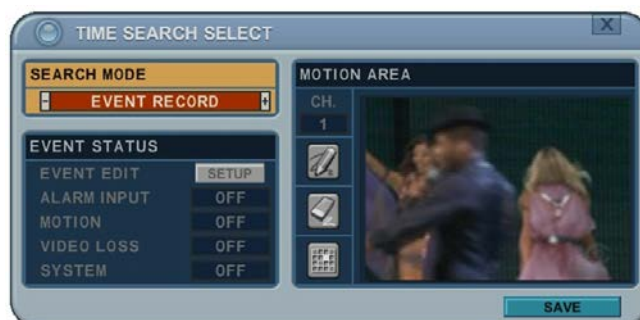 TIME SEARCH SELECT
X
SEARCH MODE
- EVENT RECORD +
EVENT STATUS
EVENT EDIT SETUP
ALARM INPUT OFF
MOTION OFF
VIDEO LOSS OFF
SYSTEM OFF
MOTION AREA
CH.
1
SAVE